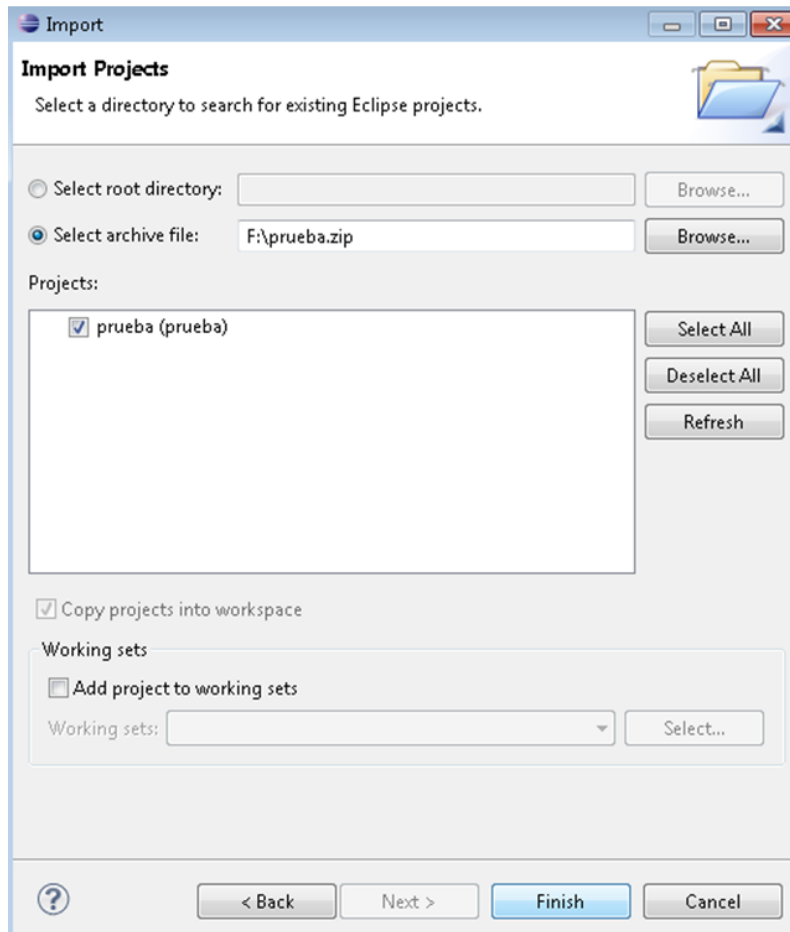 Import
Import Projects
Select a directory to search for existing Eclipse projects.
Select root directory: Browse...
Select archive file: F:\prueba.zip Browse...
Projects:
prueba (prueba)
Select All
Deselect All
Refresh
Copy projects into workspace
Working sets
Add project to working sets
Working sets: Select...
? < Back Next > Finish Cancel